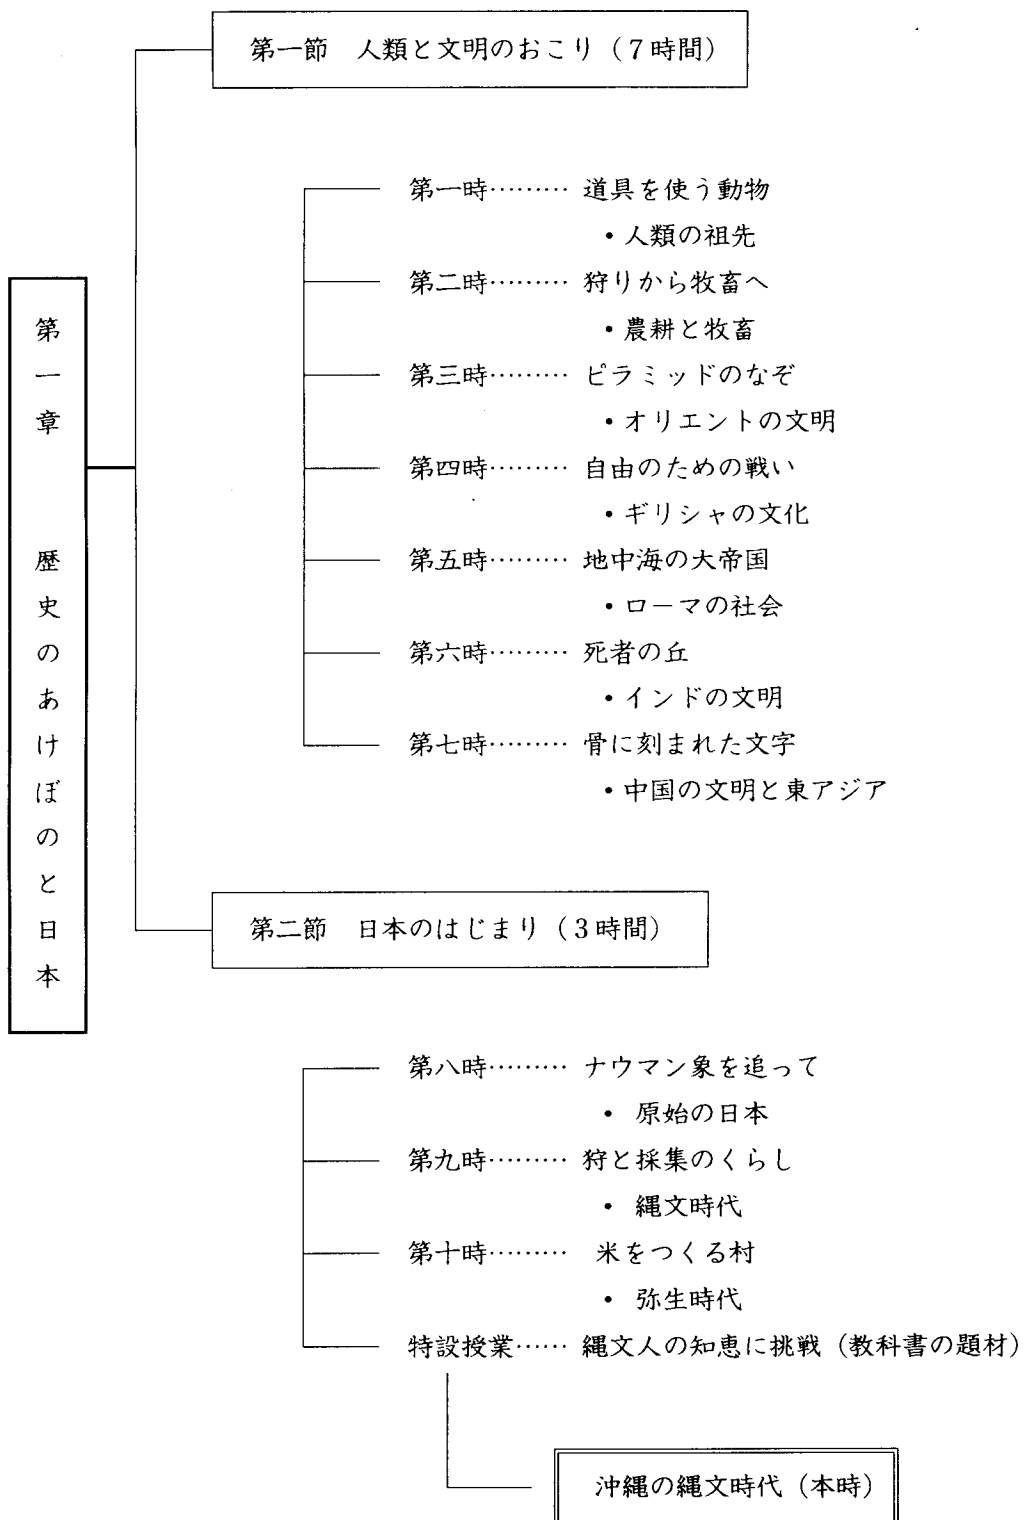 第一章　歴史のあけぼのと日本
第一節　人類と文明のおこり（７時間）
第一時………　道具を使う動物
・人類の祖先
第二時………　狩りから牧畜へ
・農耕と牧畜
第三時………　ピラミッドのなぞ
・オリエントの文明
第四時………　自由のための戦い
・ギリシャの文化
第五時………　地中海の大帝国
・ローマの社会
第六時………　死者の丘
・インドの文明
第七時………　骨に刻まれた文字
・中国の文明と東アジア
第二節　日本のはじまり（３時間）
第八時………　ナウマン象を追って
・　原始の日本
第九時………　狩と採集のくらし
・　縄文時代
第十時………　米をつくる村
・　弥生時代
特設授業……　縄文人の知恵に挑戦（教科書の題材）
沖縄の縄文時代（本時）